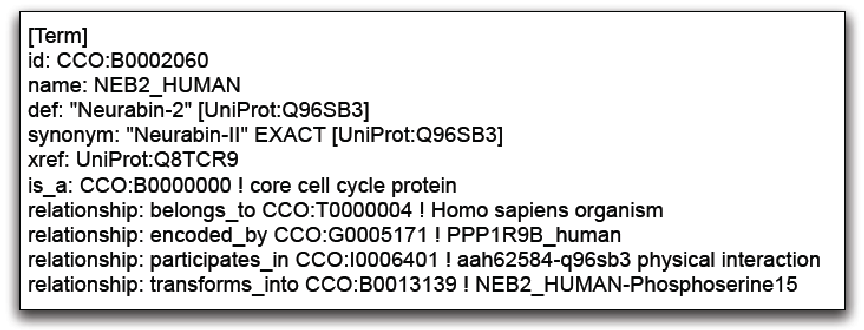 [Term]
id: CCO:B0002060
name: NEB2_HUMAN
def: "Neurabin-2" [UniProt:Q96SB3]
synonym: "Neurabin-II" EXACT [UniProt:Q96SB3]
xref: UniProt:Q8TCR9
is_a: CCO:B0000000 ! core cell cycle protein
relationship: belongs_to CCO:T0000004 ! Homo sapiens organism
relationship: encoded_by CCO:G0005171 ! PPP1R9B_human
relationship: participates_in CCO:I0006401 ! aah62584-q96sb3 physical interaction
relationship: transforms_into CCO:B0013139 ! NEB2_HUMAN-Phosphoserine15